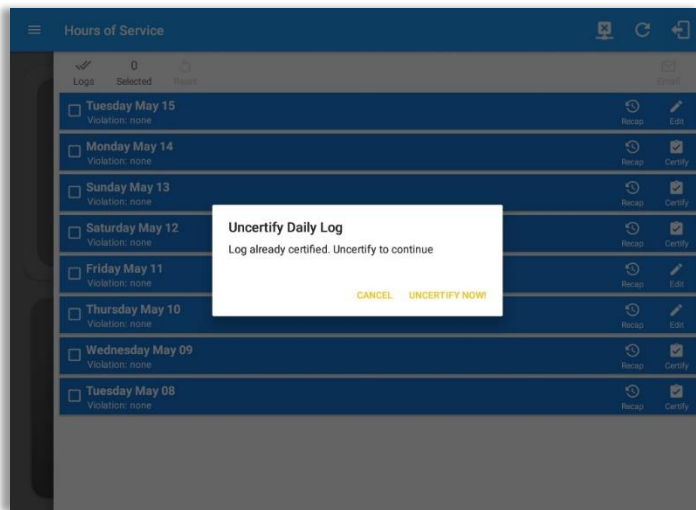 Hours of Service
Logs
0
Selected
Reset
Email
Tuesday May 15
Violation: none
Recap
Edit
Monday May 14
Violation: none
Recap
Certify
Sunday May 13
Violation: none
Recap
Certify
Saturday May 12
Violation: none
Recap
Certify
Friday May 11
Violation: none
Recap
Edit
Thursday May 10
Violation: none
Recap
Edit
Wednesday May 09
Violation: none
Recap
Certify
Tuesday May 08
Violation: none
Recap
Certify
Uncertify Daily Log
Log already certified. Uncertify to continue
CANCEL
UNCERTIFY NOW!